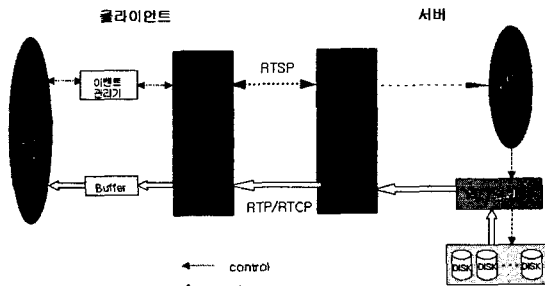 클라이언트
서버
이벤트
관리기
RTSP
Buffer
RTP/RTCP
DISK
DISK
DISK
control